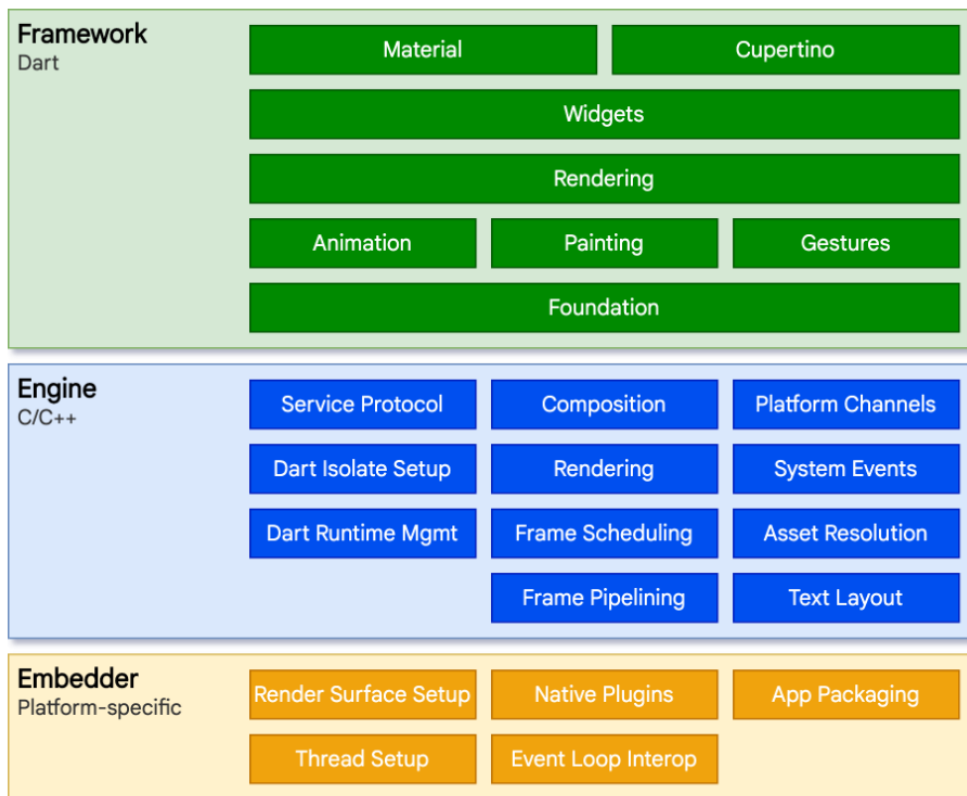 Framework
Dart
Material
Cupertino
Widgets
Rendering
Animation
Painting
Gestures
Foundation
Engine
C/C++
Service Protocol
Composition
Platform Channels
Dart Isolate Setup
Rendering
System Events
Dart Runtime Mgmt
Frame Scheduling
Asset Resolution
Frame Pipelining
Text Layout
Embedder
Platform-specific
Render Surface Setup
Native Plugins
App Packaging
Thread Setup
Event Loop Interop